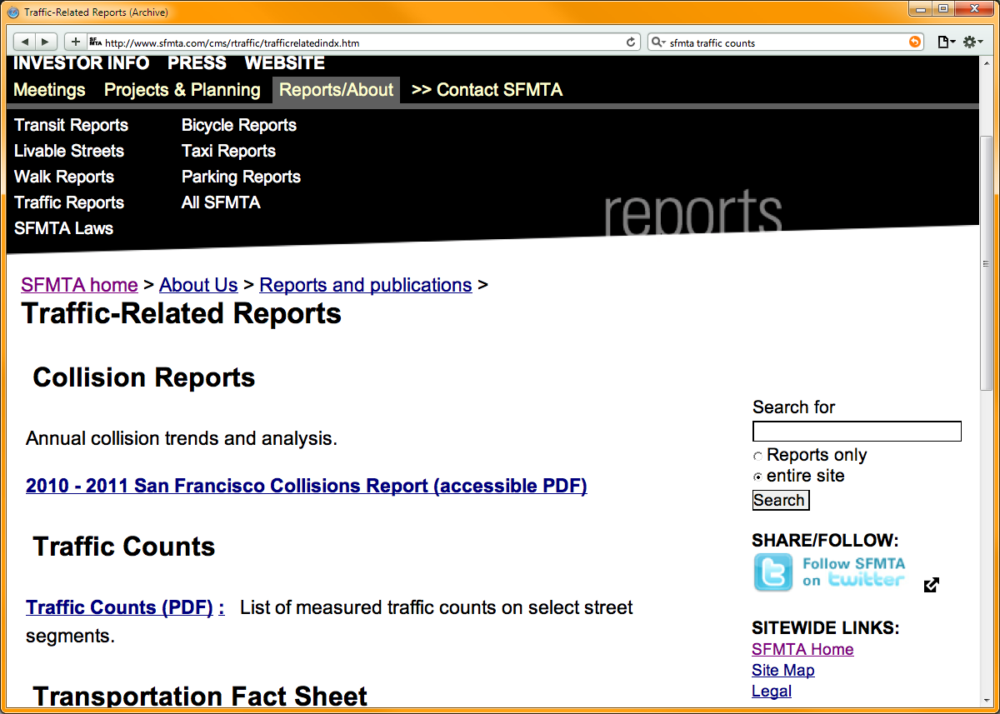 Traffic-Related Reports (Archive)
SFMTA http://www.sfmta.com/cms/rtraffic/trafficrelatedindx.htm
sfmta traffic counts
INVESTOR INFO PRESS WEBSITE
Meetings Projects & Planning Reports/About >> Contact SFMTA
Transit Reports Bicycle Reports
Livable Streets Taxi Reports
Walk Reports Parking Reports
Traffic Reports All SFMTA
SFMTA Laws
reports
SFMTA home > About Us > Reports and publications >
Traffic-Related Reports
Collision Reports
Annual collision trends and analysis.
2010 - 2011 San Francisco Collisions Report (accessible PDF)
Traffic Counts
Traffic Counts (PDF) : List of measured traffic counts on select street
segments.
Transportation Fact Sheet
Search for
Reports only
entire site
Search
SHARE/FOLLOW:
t
Follow SFMTA
on twitter
SITEWIDE LINKS:
SFMTA Home
Site Map
Legal